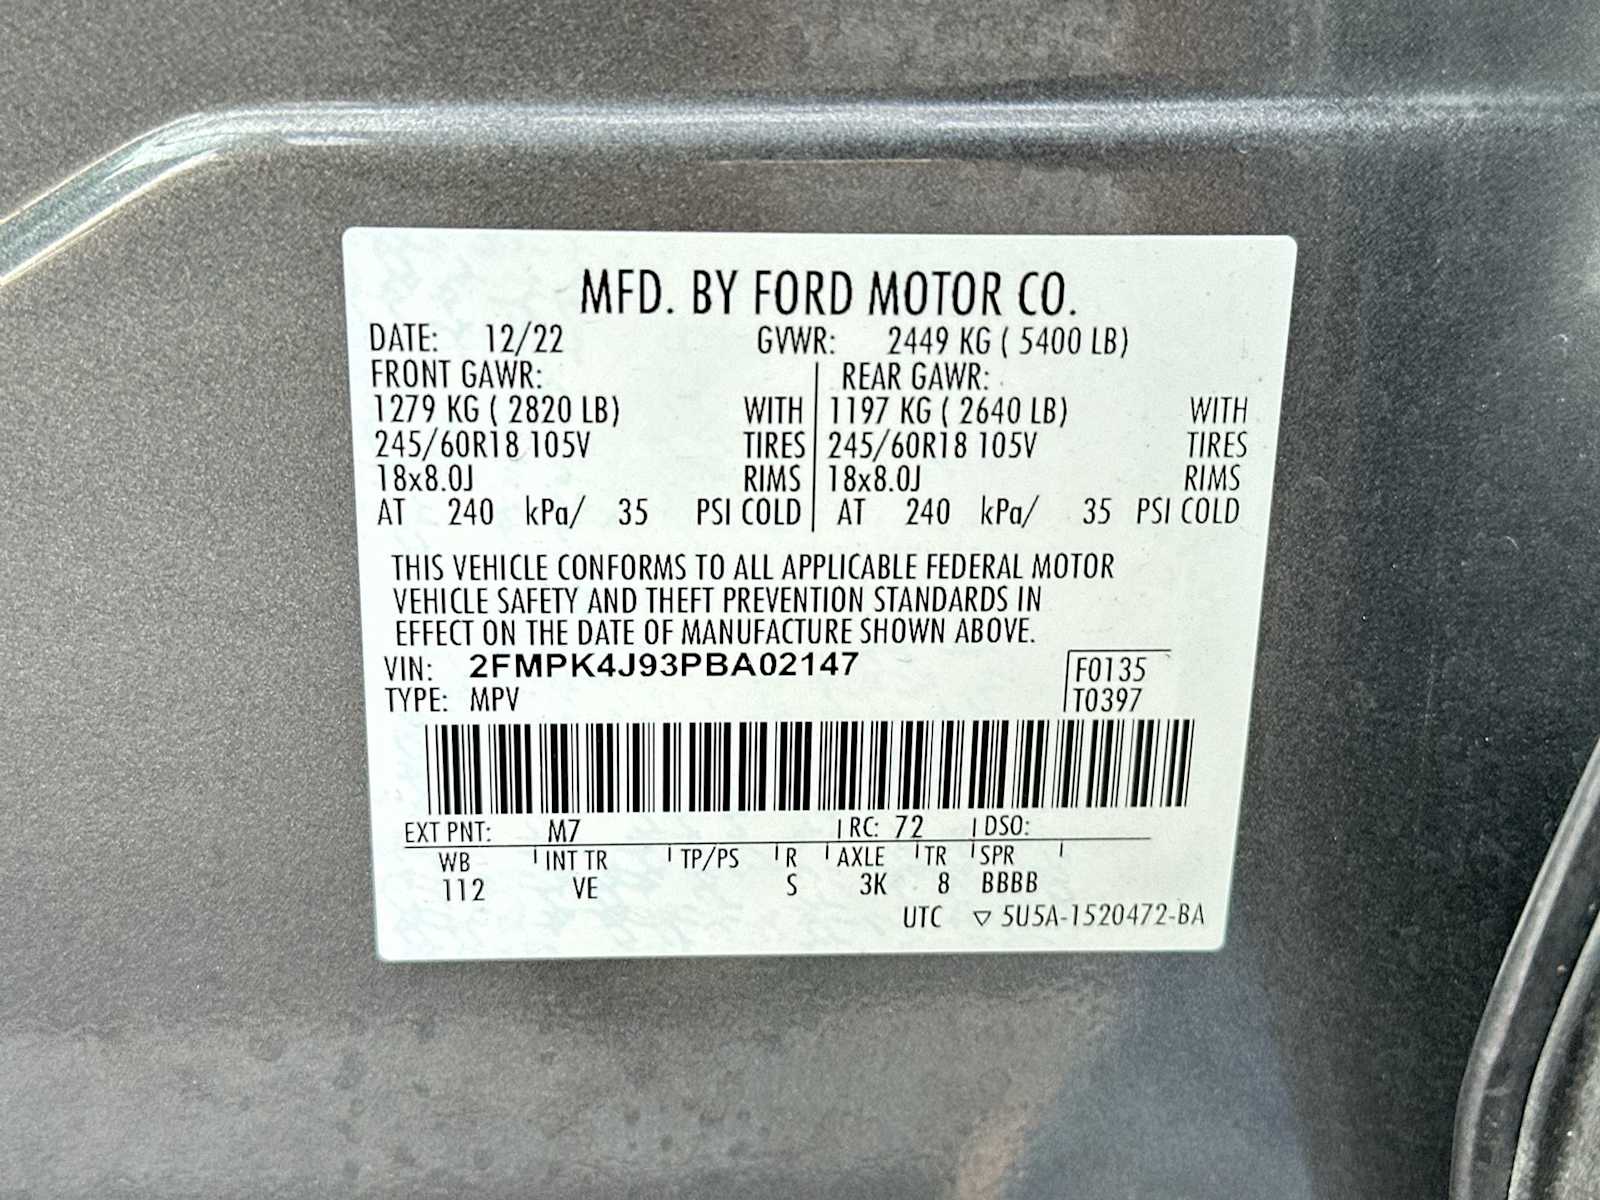 MFD. BY FORD MOTOR CO.
DATE: 12/22 GVWR: 2449 KG ( 5400 LB)
FRONT GAWR: REAR GAWR:
1279 KG ( 2820 LB) WITH 1197 KG ( 2640 LB) WITH
245/60R18 105V TIRES 245/60R18 105V TIRES
18x8.0J RIMS 18x8.0J RIMS
AT 240 kPa/ 35 PSI COLD AT 240 kPa/ 35 PSI COLD
THIS VEHICLE CONFORMS TO ALL APPLICABLE FEDERAL MOTOR
VEHICLE SAFETY AND THEFT PREVENTION STANDARDS IN
EFFECT ON THE DATE OF MANUFACTURE SHOWN ABOVE.
VIN: 2FMPK4J93PBA02147 F0135
TYPE: MPV T0397
EXT PNT: M7 RC: 72 DSO:
WB INT TR TP/PS R AXLE TR SPR
112 VE S 3K 8 BBBB
UTC ▽ 5U5A-1520472-BA